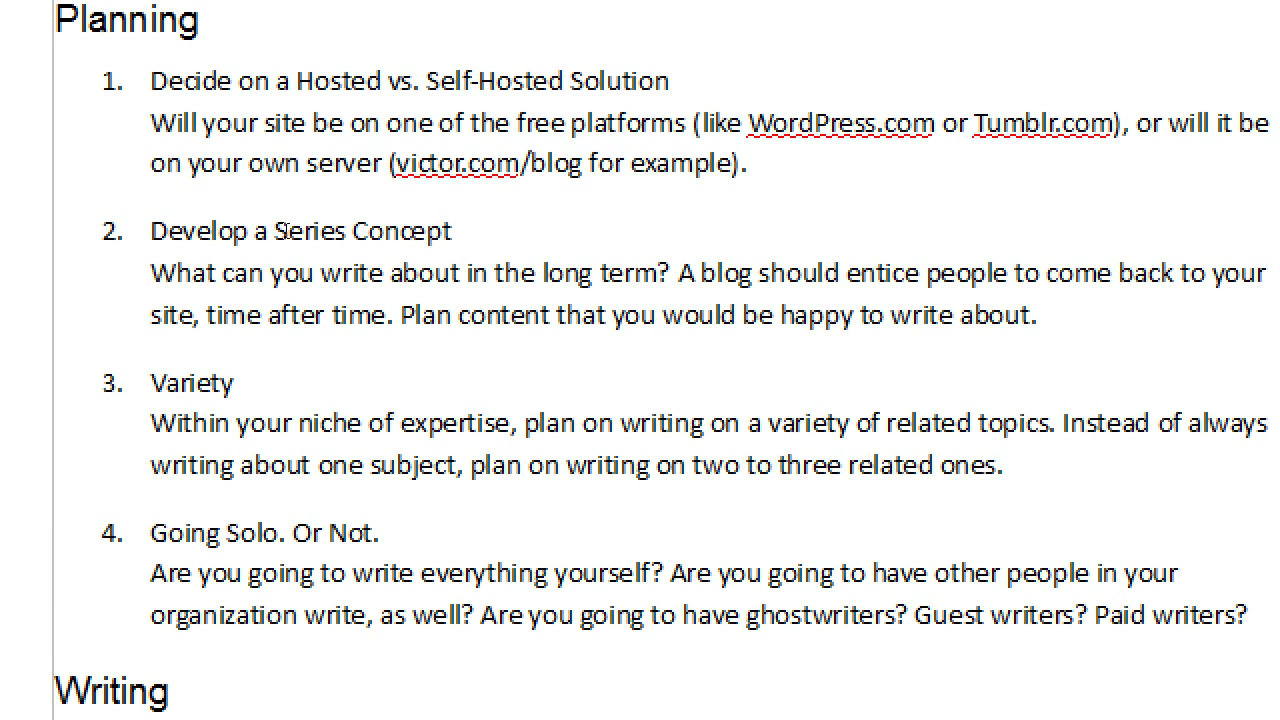 Planning
1. Decide on a Hosted vs. Self-Hosted Solution
Will your site be on one of the free platforms (like WordPress.com or Tumblr.com), or will it be
on your own server (victor.com/blog for example).
2. Develop a Series Concept
What can you write about in the long term? A blog should entice people to come back to your
site, time after time. Plan content that you would be happy to write about.
3. Variety
Within your niche of expertise, plan on writing on a variety of related topics. Instead of always
writing about one subject, plan on writing on two to three related ones.
4. Going Solo. Or Not.
Are you going to write everything yourself? Are you going to have other people in your
organization write, as well? Are you going to have ghostwriters? Guest writers? Paid writers?
Writing